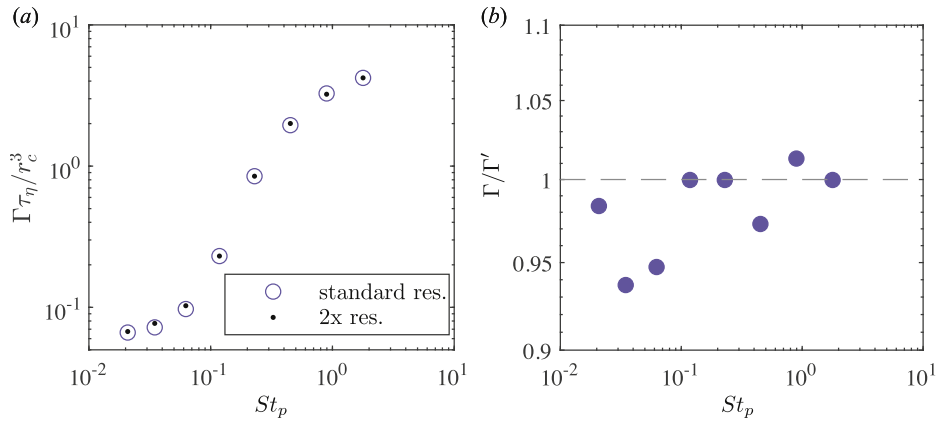 (a)
10^1
10^0
10^-1
Γτ_η/r_c^3
standard res.
2x res.
10^-2 10^-1 10^0 10^1
St_p
(b)
1.1
1.05
1
0.95
0.9
Γ/Γ′
10^-2 10^-1 10^0 10^1
St_p